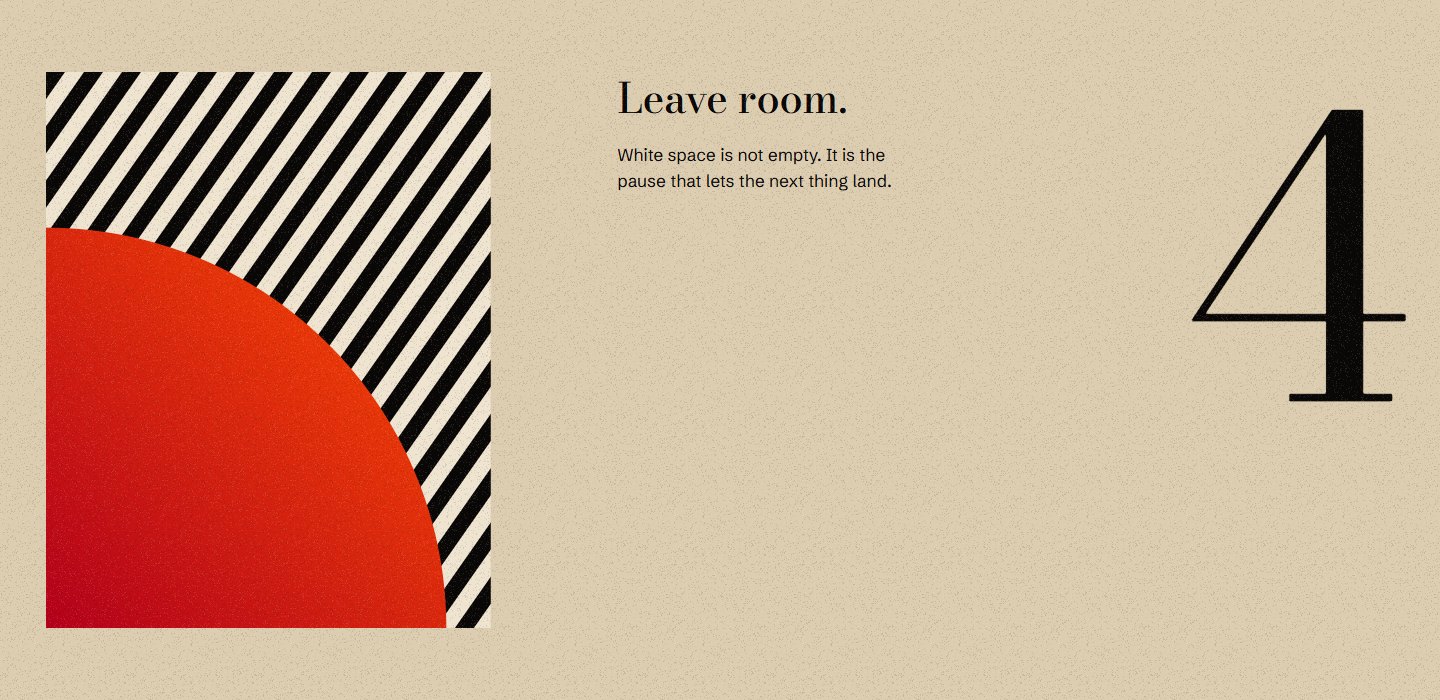 Leave room.
White space is not empty. It is the
pause that lets the next thing land.
4